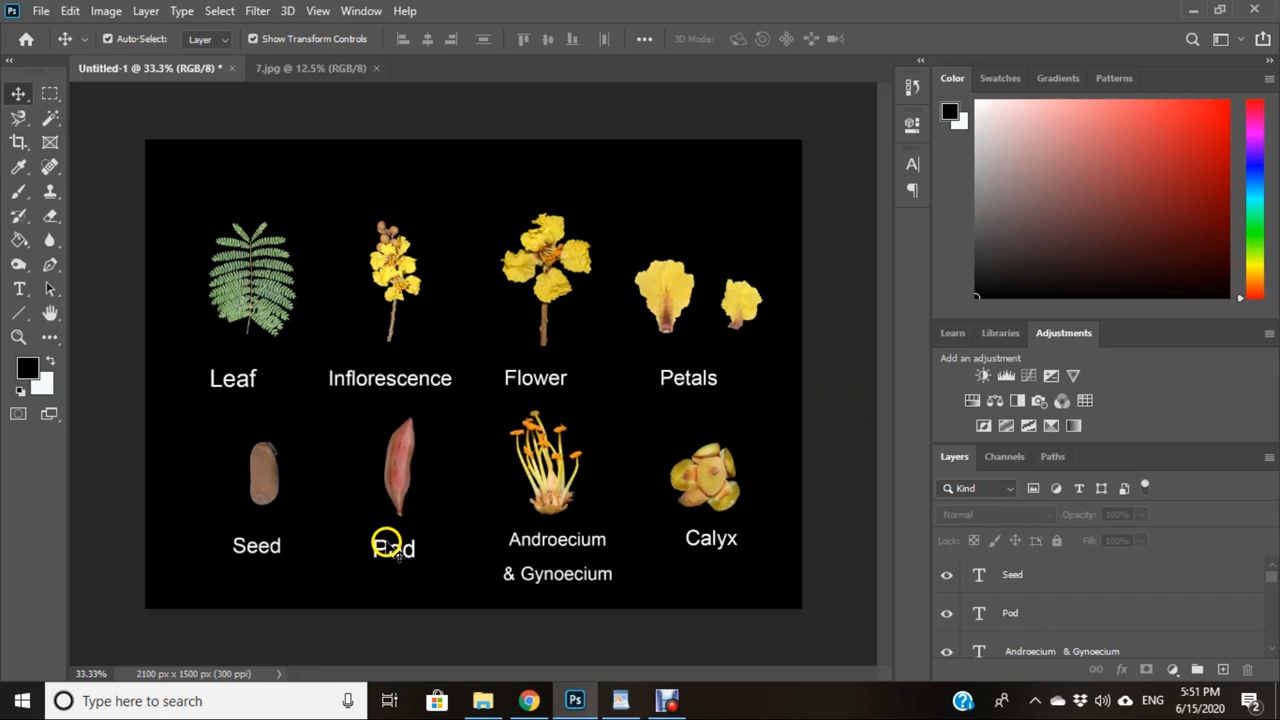 Ps File Edit Image Layer Type Select Filter 3D View Window Help
Auto-Select: Layer Show Transform Controls 3D Mode:
Untitled-1 @ 33.3% (RGB/8) * × 7.jpg @ 12.5% (RGB/8) ×
Color Swatches Gradients Patterns
Leaf Inflorescence Flower Petals
Seed Pod Androecium Calyx
& Gynoecium
Learn Libraries Adjustments
Add an adjustment
Layers Channels Paths
Kind
Normal Opacity: 100%
Lock: Fill: 100%
T Seed
T Pod
T Androecium & Gynoecium
33.33% 2100 px x 1500 px (300 ppi)
Type here to search
Ps
ENG
5:51 PM
6/15/2020
2